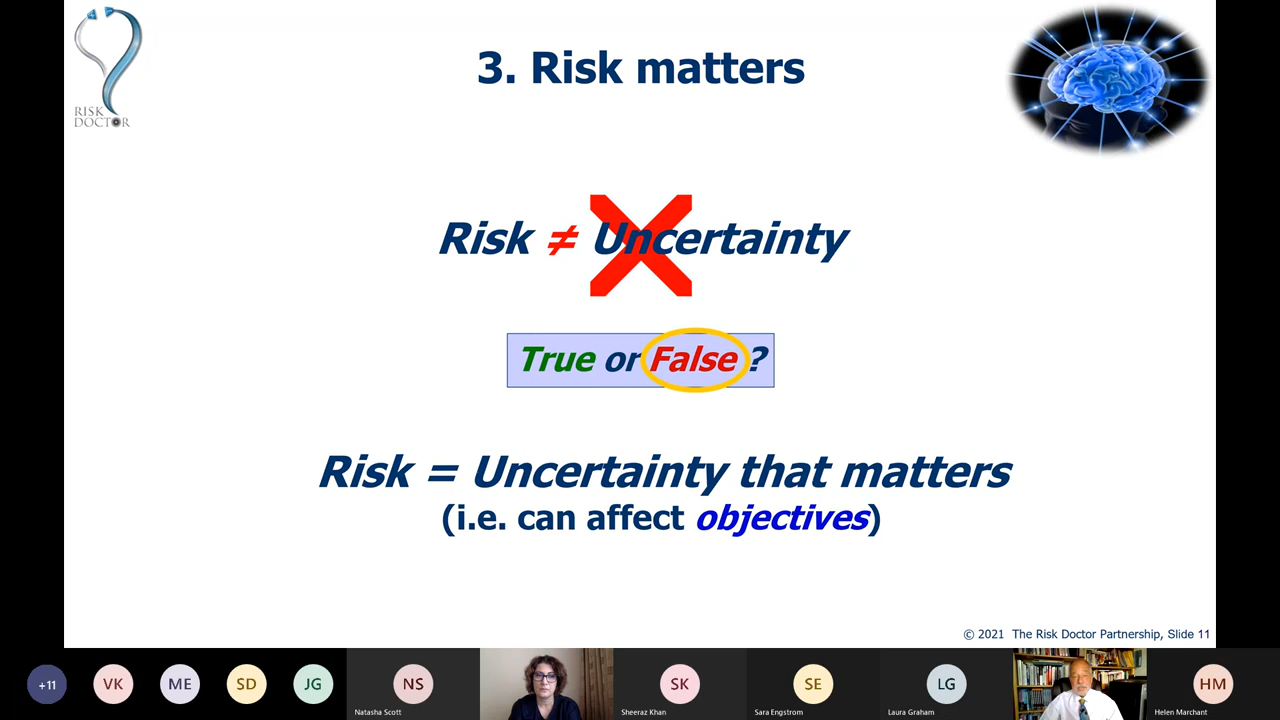 RISK
DOCTOR
3. Risk matters
Risk ≠ Uncertainty
True or False ?
Risk = Uncertainty that matters
(i.e. can affect objectives)
© 2021 The Risk Doctor Partnership, Slide 11
+11
VK
ME
SD
JG
NS
Natasha Scott
SK
Sheeraz Khan
SE
Sara Engstrom
LG
Laura Graham
HM
Helen Marchant